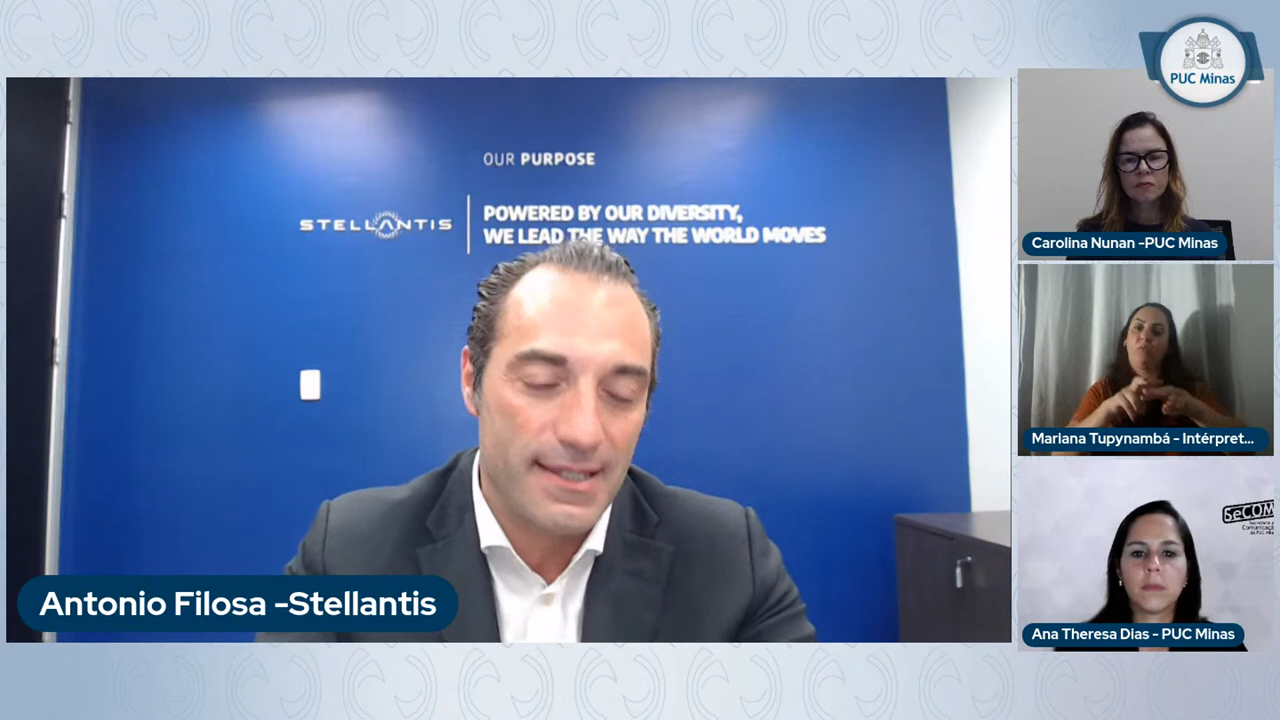 OUR PURPOSE
STELLANTIS
POWERED BY OUR DIVERSITY,
WE LEAD THE WAY THE WORLD MOVES
Antonio Filosa -Stellantis
PUC Minas
Carolina Nunan -PUC Minas
Mariana Tupynambá - Intérpret...
SeCOM
Ana Theresa Dias - PUC Minas